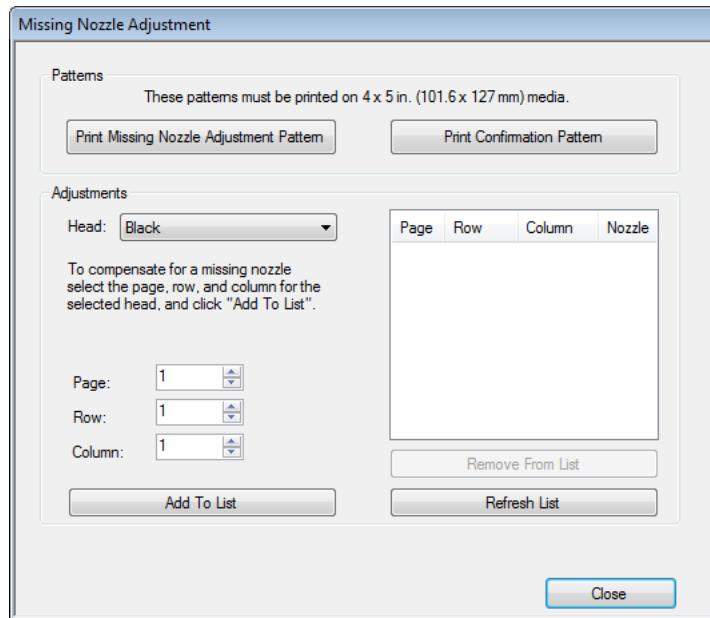 Missing Nozzle Adjustment
Patterns
These patterns must be printed on 4 x 5 in. (101.6 x 127 mm) media.
Print Missing Nozzle Adjustment Pattern
Print Confirmation Pattern
Adjustments
Head: Black
Page Row Column Nozzle
To compensate for a missing nozzle
select the page, row, and column for the
selected head, and click "Add To List".
Page: 1
Row: 1
Column: 1
Remove From List
Add To List
Refresh List
Close